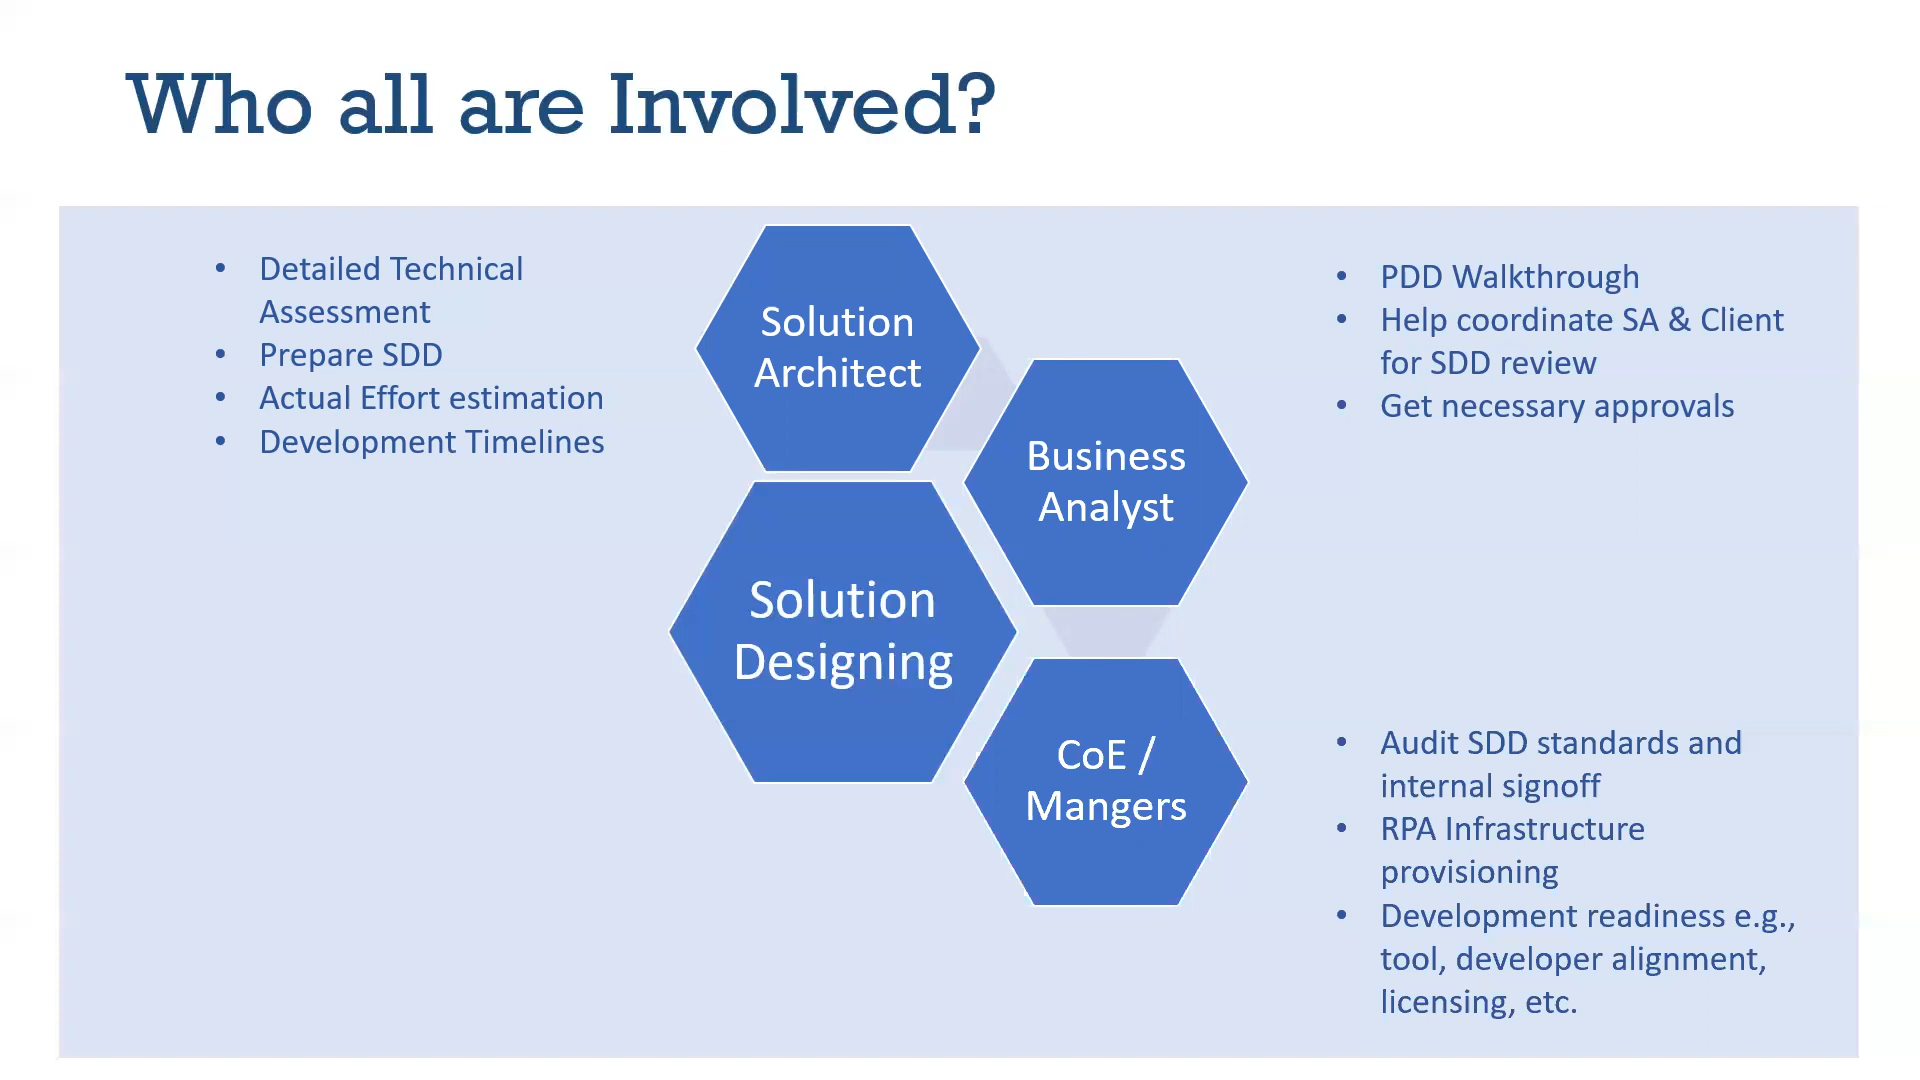 Who all are Involved?
• Detailed Technical
Assessment
• Prepare SDD
• Actual Effort estimation
• Development Timelines
Solution
Architect
• PDD Walkthrough
• Help coordinate SA & Client
for SDD review
• Get necessary approvals
Business
Analyst
Solution
Designing
CoE /
Mangers
• Audit SDD standards and
internal signoff
• RPA Infrastructure
provisioning
• Development readiness e.g.,
tool, developer alignment,
licensing, etc.